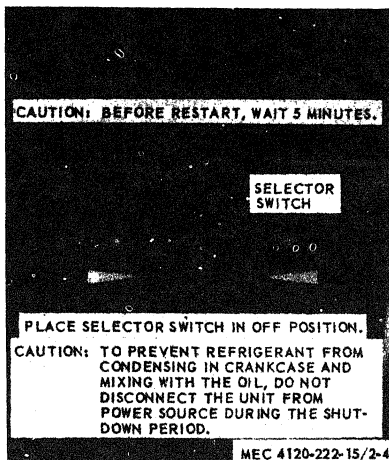 CAUTION: BEFORE RESTART, WAIT 5 MINUTES.
SELECTOR
SWITCH
PLACE SELECTOR SWITCH IN OFF POSITION.
CAUTION: TO PREVENT REFRIGERANT FROM
CONDENSING IN CRANKCASE AND
MIXING WITH THE OIL, DO NOT
DISCONNECT THE UNIT FROM
POWER SOURCE DURING THE SHUT-
DOWN PERIOD.
MEC 4120-222-15/2-4